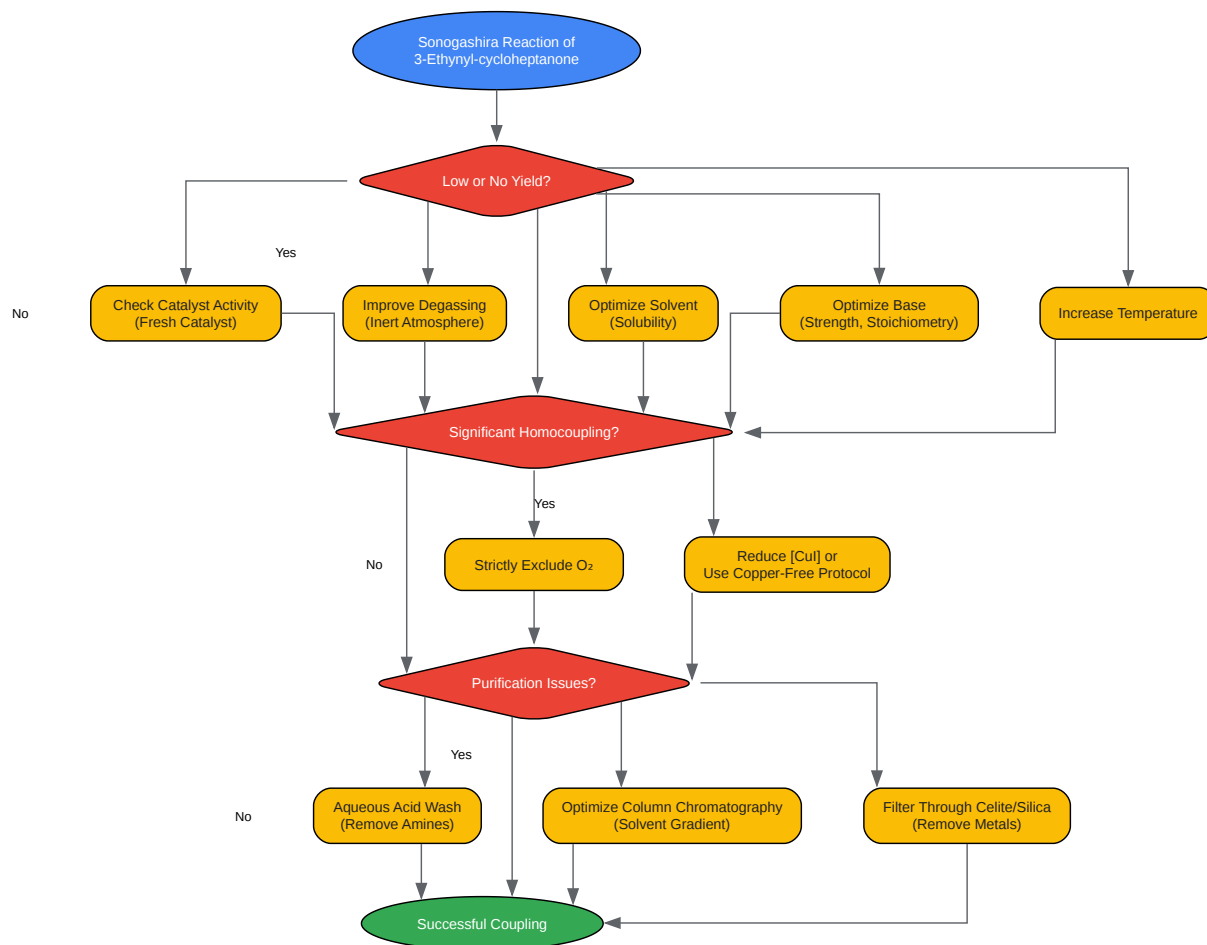 Sonogashira Reaction of
3-Ethynyl-cycloheptanone
Low or No Yield?
Yes
No
Check Catalyst Activity
(Fresh Catalyst)
Improve Degassing
(Inert Atmosphere)
Optimize Solvent
(Solubility)
Optimize Base
(Strength, Stoichiometry)
Increase Temperature
Significant Homocoupling?
Yes
No
Strictly Exclude O₂
Reduce [CuI] or
Use Copper-Free Protocol
Purification Issues?
Yes
No
Aqueous Acid Wash
(Remove Amines)
Optimize Column Chromatography
(Solvent Gradient)
Filter Through Celite/Silica
(Remove Metals)
Successful Coupling